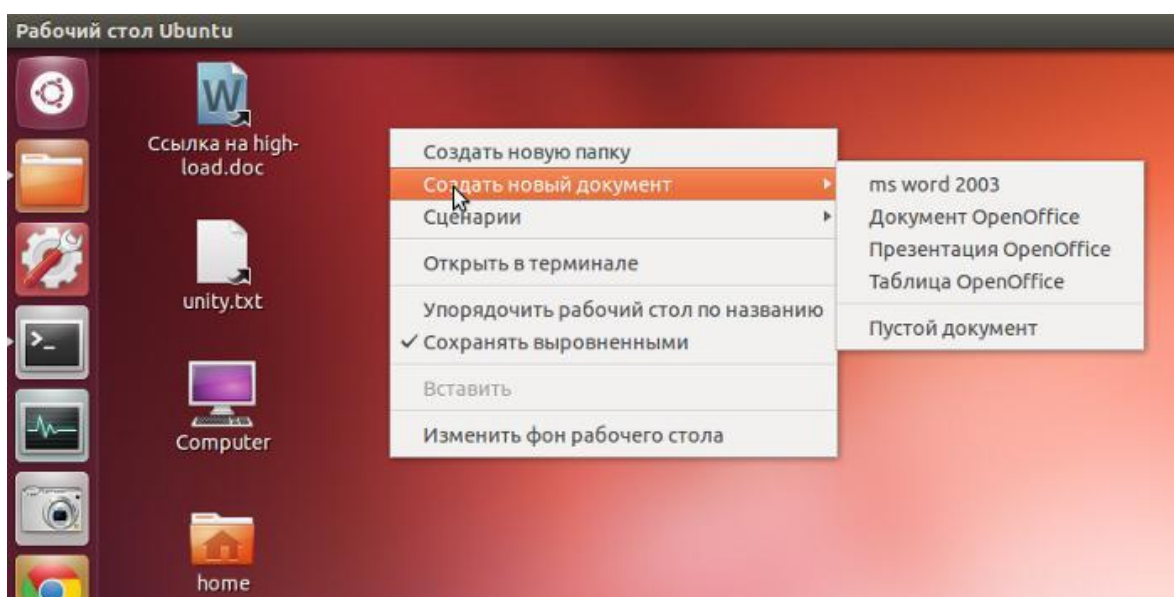 Рабочий стол Ubuntu
Ссылка на high-
load.doc
unity.txt
Computer
home
Создать новую папку
Создать новый документ
Сценарии
Открыть в терминале
Упорядочить рабочий стол по названию
Сохранять выровненными
Вставить
Изменить фон рабочего стола
ms word 2003
Документ OpenOffice
Презентация OpenOffice
Таблица OpenOffice
Пустой документ